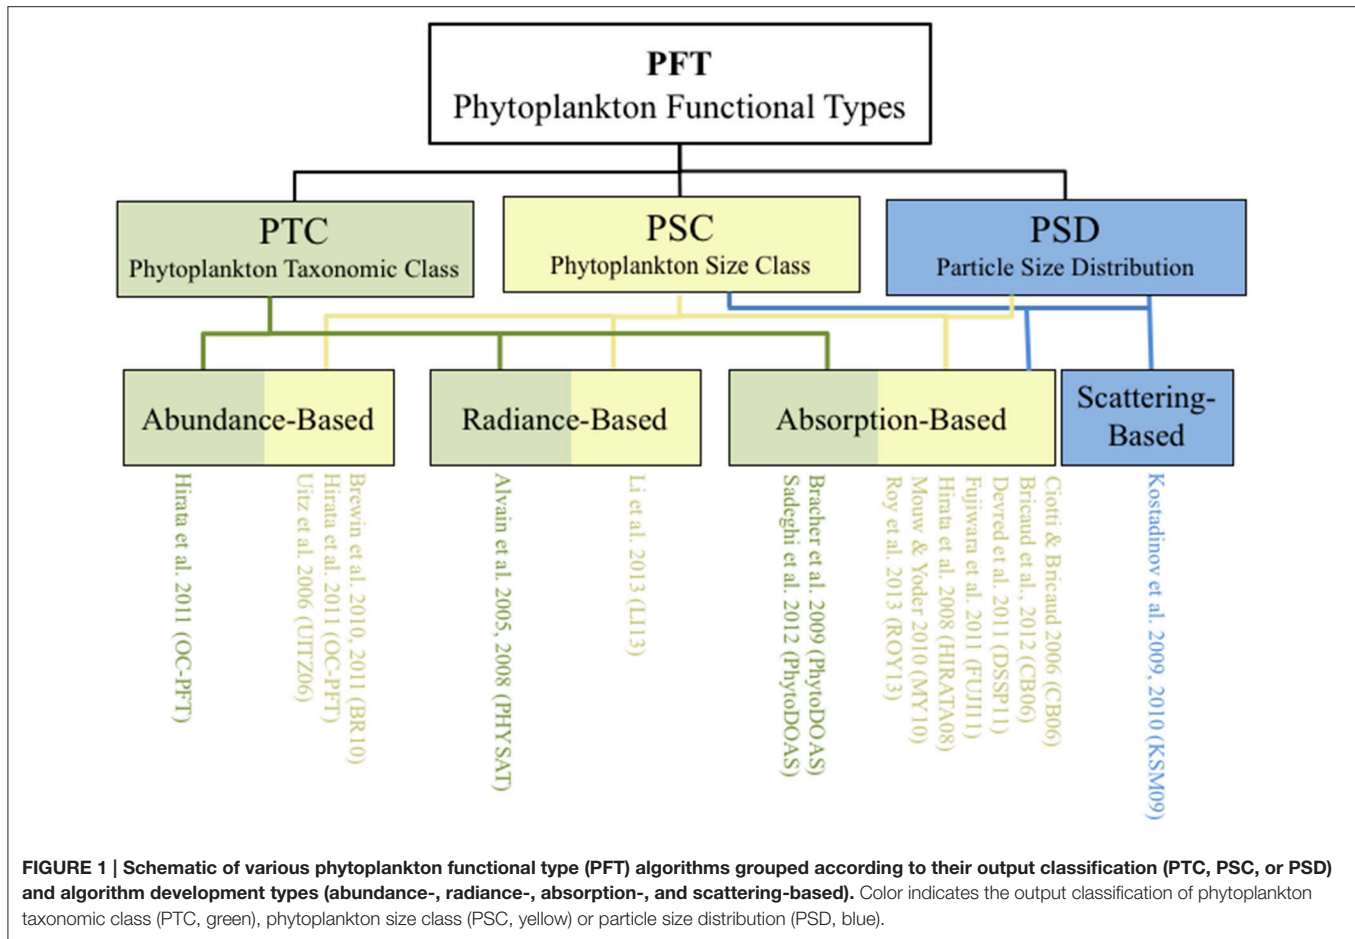 PFT
Phytoplankton Functional Types
PTC
Phytoplankton Taxonomic Class
PSC
Phytoplankton Size Class
PSD
Particle Size Distribution
Abundance-Based
Radiance-Based
Absorption-Based
Scattering-
Based
Hirata et al. 2011 (OC-PFT)
Brewin et al. 2010, 2011 (BR10)
Hirata et al. 2011 (OC-PFT)
Uitz et al. 2006 (UITZ06)
Alvain et al. 2005, 2008 (PHYSAT)
Li et al. 2013 (LI13)
Bracher et al. 2009 (PhytoDOAS)
Sadeghi et al. 2012 (PhytoDOAS)
Ciotti & Bricaud 2006 (CB06)
Bricaud et al., 2012 (CB06)
Devred et al. 2011 (DSSP11)
Fujiwara et al. 2011 (FUJI11)
Hirata et al. 2008 (HIRATA08)
Mouw & Yoder 2010 (MY10)
Roy et al. 2013 (ROY13)
Kostadinov et al. 2009, 2010 (KSM09)
FIGURE 1 | Schematic of various phytoplankton functional type (PFT) algorithms grouped according to their output classification (PTC, PSC, or PSD)
and algorithm development types (abundance-, radiance-, absorption-, and scattering-based). Color indicates the output classification of phytoplankton
taxonomic class (PTC, green), phytoplankton size class (PSC, yellow) or particle size distribution (PSD, blue).